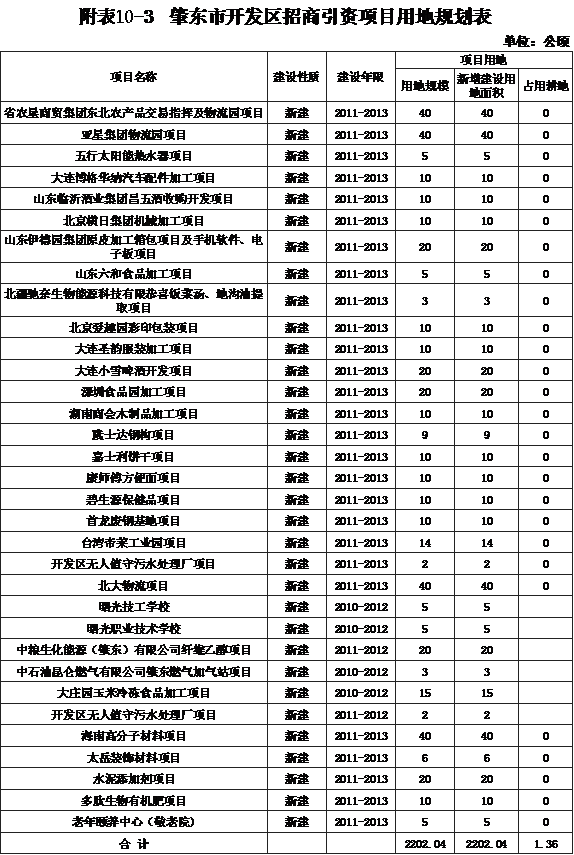 附表10-3 肇东市开发区招商引资项目用地规划表
单位：公顷
项目名称 建设性质 建设年限 项目用地
用地规模 新增建设用地面积 占用耕地
省农垦商贸集团东北农产品交易指挥及物流园项目 新建 2011-2013 40 40 0
亚星集团物流园项目 新建 2011-2013 40 40 0
五行太阳能热水器项目 新建 2011-2013 5 5 0
大连博格华纳汽车配件加工项目 新建 2011-2013 10 10 0
山东临沂酒业集团吕五酒收购开发项目 新建 2011-2013 10 10 0
北京横日集团机械加工项目 新建 2011-2013 10 10 0
山东伊德园集团原皮加工箱包项目及手机软件、电
子板项目 新建 2011-2013 20 20 0
山东六和食品加工项目 新建 2011-2013 5 5 0
北疆驰奈生物能源科技有限恭喜饭菜汤、地沟油提
取项目 新建 2011-2013 3 3 0
北京爱越园彩印包装项目 新建 2011-2013 10 10 0
大连圣韵服装加工项目 新建 2011-2013 10 10 0
大连小雪啤酒开发项目 新建 2011-2013 20 20 0
深圳食品园加工项目 新建 2011-2013 20 20 0
湖南商会木制品加工项目 新建 2011-2013 10 10 0
士达钢构项目 新建 2011-2013 9 9 0
嘉士利饼干项目 新建 2011-2013 10 10 0
康师傅方便面项目 新建 2011-2013 10 10 0
碧生源保健品项目 新建 2011-2013 10 10 0
首龙废钢基地项目 新建 2011-2013 10 10 0
台湾市莱工业园项目 新建 2011-2013 14 14 0
开发区无人值守污水处理厂项目 新建 2011-2013 2 2 0
北大物流项目 新建 2011-2013 40 40 0
曙光技工学校 新建 2010-2012 5 5
曙光职业技术学校 新建 2010-2012 5 5
中粮生化能源（肇东）有限公司纤维乙醇项目 新建 2011-2013 20 20
中石油昆仑燃气有限公司肇东燃气加气站项目 新建 2010-2012 3 3
大庄园玉米冷冻食品加工项目 新建 2010-2012 15 15
开发区无人值守污水处理厂项目 新建 2011-2012 2 2
海南高分子材料项目 新建 2011-2013 40 40 0
太岳装饰材料项目 新建 2011-2013 6 6 0
水泥添加剂项目 新建 2011-2013 20 20 0
多肽生物有机肥项目 新建 2011-2013 10 10 0
老年颐养中心（敬老院） 新建 2011-2013 5 5 0
合 计 2202.04 2202.04 1.36